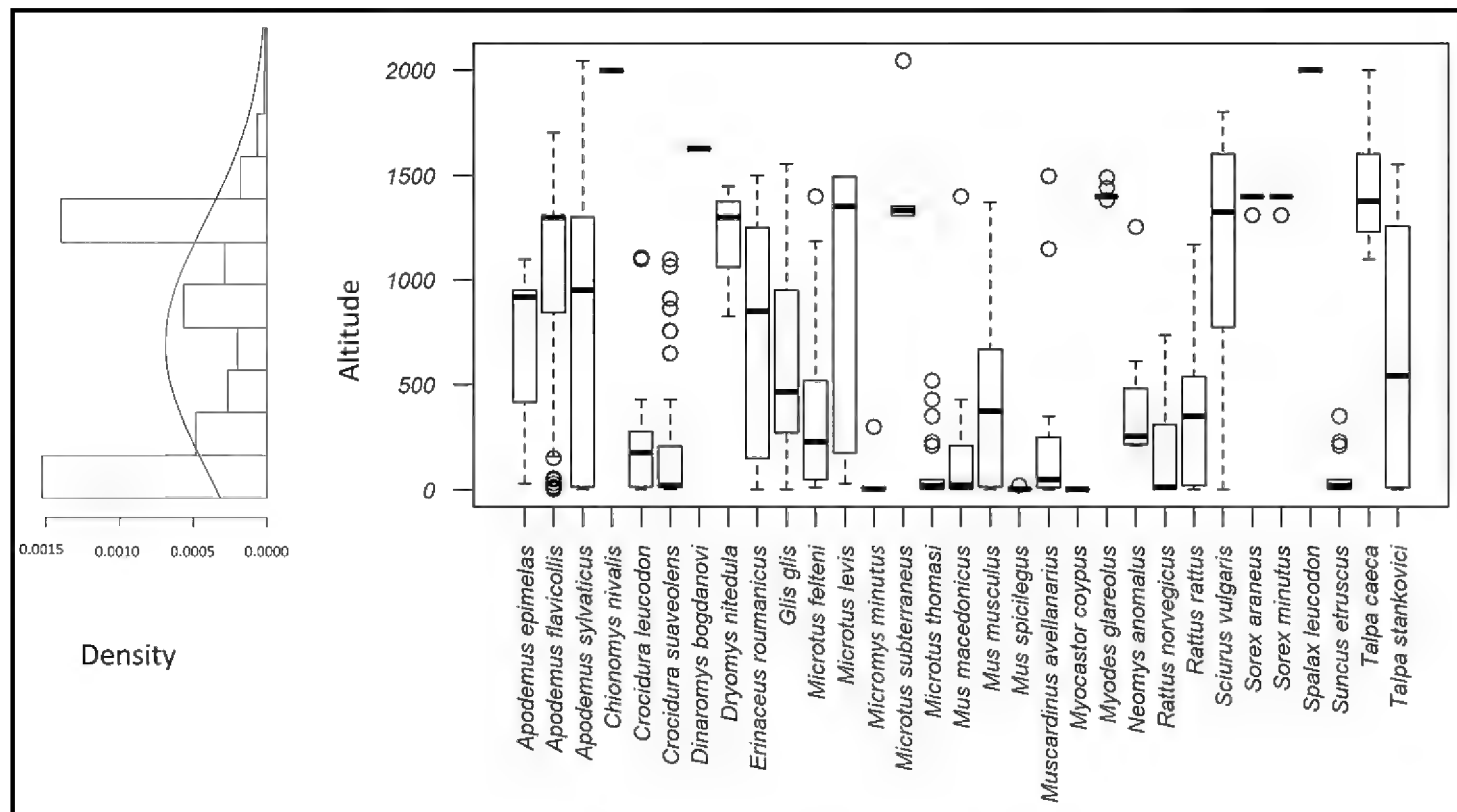 0.0015 0.0010 0.0005 0.0000
Density
Altitude
2000
1500
1000
500
0
Apodemus epimelas
Apodemus flavicollis
Apodemus sylvaticus
Chionomys nivalis
Crocidura leucodon
Crocidura suaveolens
Dinaromys bogdanovi
Dryomys nitedula
Erinaceus roumanicus
Glis glis
Microtus felteni
Microtus levis
Micromys minutus
Microtus subterraneus
Microtus thomasi
Mus macedonicus
Mus musculus
Mus spicilegus
Muscardinus avellanarius
Myocastor coypus
Myodes glareolus
Neomys anomalus
Rattus norvegicus
Rattus rattus
Sciurus vulgaris
Sorex araneus
Sorex minutus
Spalax leucodon
Suncus etruscus
Talpa caeca
Talpa stankovici